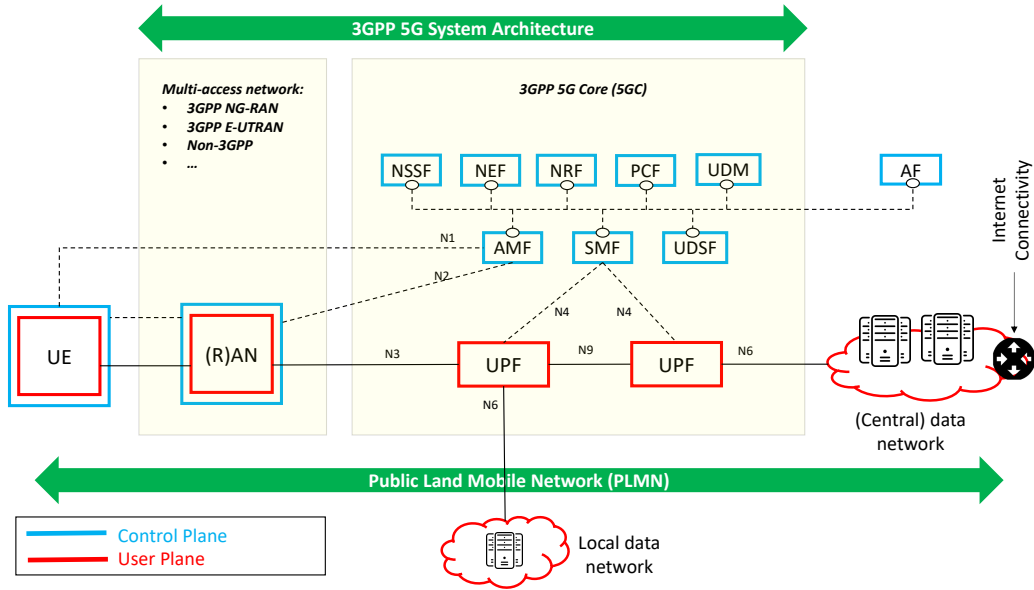 3GPP 5G System Architecture
Multi-access network:
• 3GPP NG-RAN
• 3GPP E-UTRAN
• Non-3GPP
• ...
3GPP 5G Core (5GC)
NSSF
NEF
NRF
PCF
UDM
AF
AMF
SMF
UDSF
Internet
Connectivity
N1
N2
N4
N4
UE
(R)AN
N3
UPF
N9
UPF
N6
N6
(Central) data
network
Public Land Mobile Network (PLMN)
Control Plane
User Plane
Local data
network